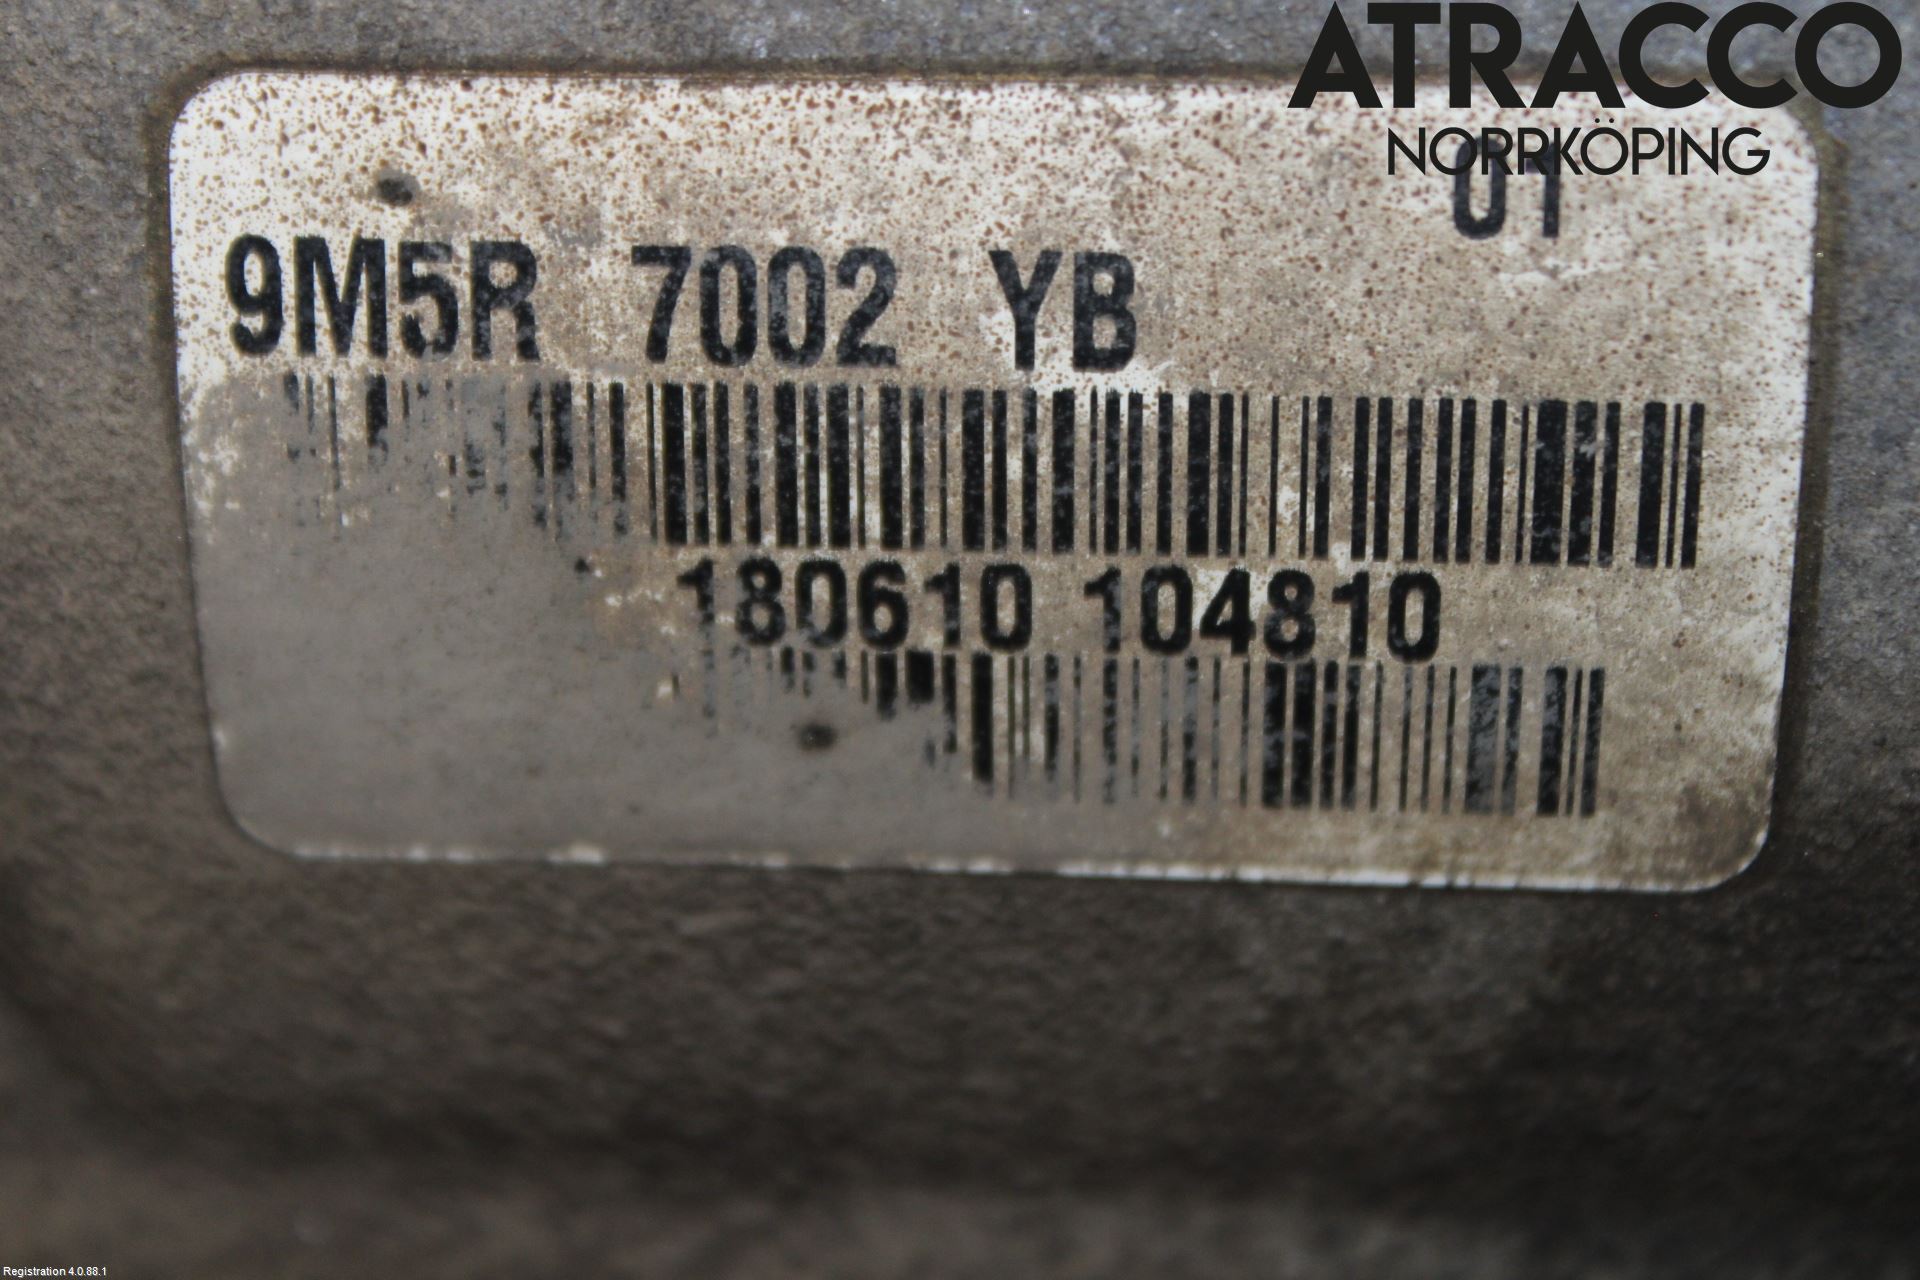 ATRACCO
NORRKÖPING
01
9M5R 7002 YB
180610 104810
Registration 4.0.88.1